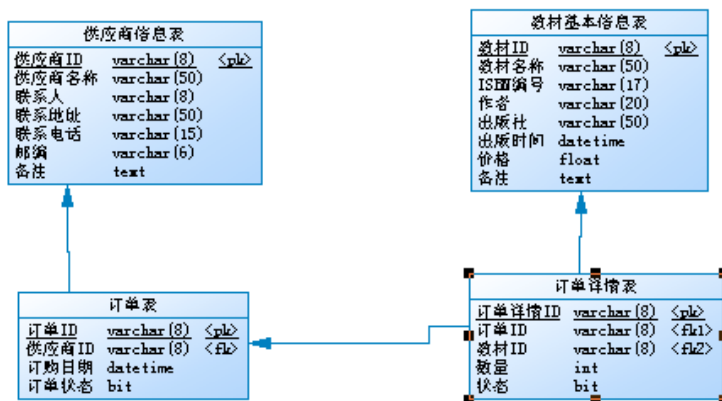 供应商信息表
供应商ID varchar(8) <pk>
供应商名称 varchar(50)
联系人 varchar(8)
联系地址 varchar(50)
联系电话 varchar(15)
邮编 varchar(6)
备注 text
教材基本信息表
教材ID varchar(8) <pk>
教材名称 varchar(50)
ISBN编号 varchar(17)
作者 varchar(20)
出版社 varchar(50)
出版时间 datetime
价格 float
备注 text
订单表
订单ID varchar(8) <pk>
供应商ID varchar(8) <fk>
订购日期 datetime
订单状态 bit
订单详情表
订单详情ID varchar(8) <pk>
订单ID varchar(8) <fk1>
教材ID varchar(8) <fk2>
数量 int
状态 bit